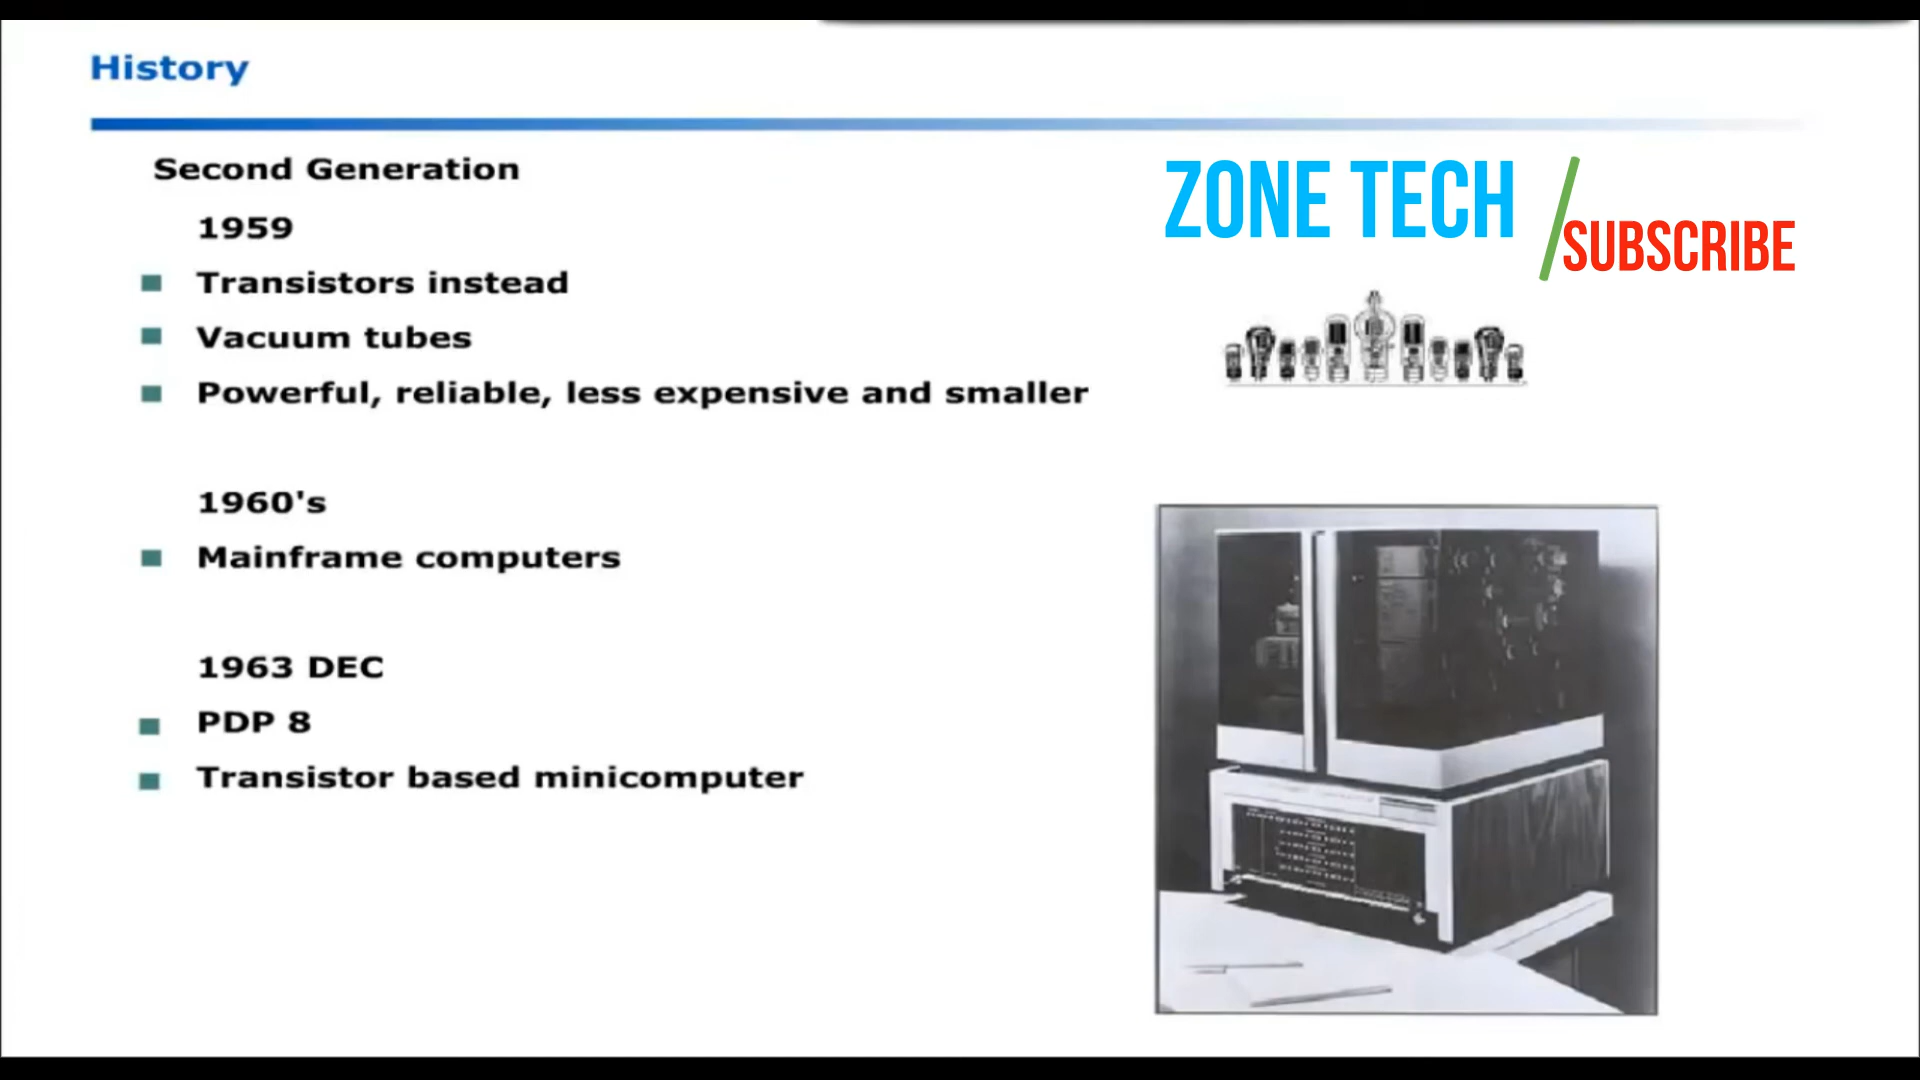 History
Second Generation
1959
Transistors instead
Vacuum tubes
Powerful, reliable, less expensive and smaller
1960's
Mainframe computers
1963 DEC
PDP 8
Transistor based minicomputer
ZONE TECH
SUBSCRIBE